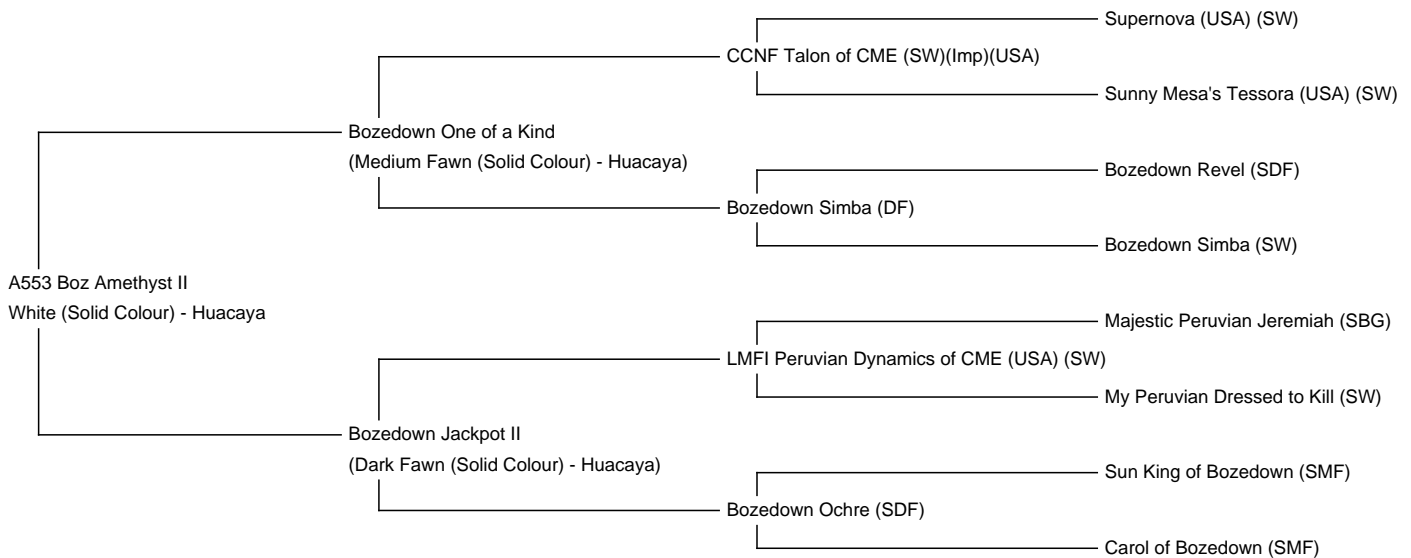 Supernova (USA) (SW)
CCNF Talon of CME (SW)(Imp)(USA)
Sunny Mesa's Tessora (USA) (SW)
Bozedown One of a Kind
(Medium Fawn (Solid Colour) - Huacaya)
Bozedown Revel (SDF)
Bozedown Simba (DF)
Bozedown Simba (SW)
A553 Boz Amethyst II
White (Solid Colour) - Huacaya
Majestic Peruvian Jeremiah (SBG)
LMFI Peruvian Dynamics of CME (USA) (SW)
My Peruvian Dressed to Kill (SW)
Bozedown Jackpot II
(Dark Fawn (Solid Colour) - Huacaya)
Sun King of Bozedown (SMF)
Bozedown Ochre (SDF)
Carol of Bozedown (SMF)